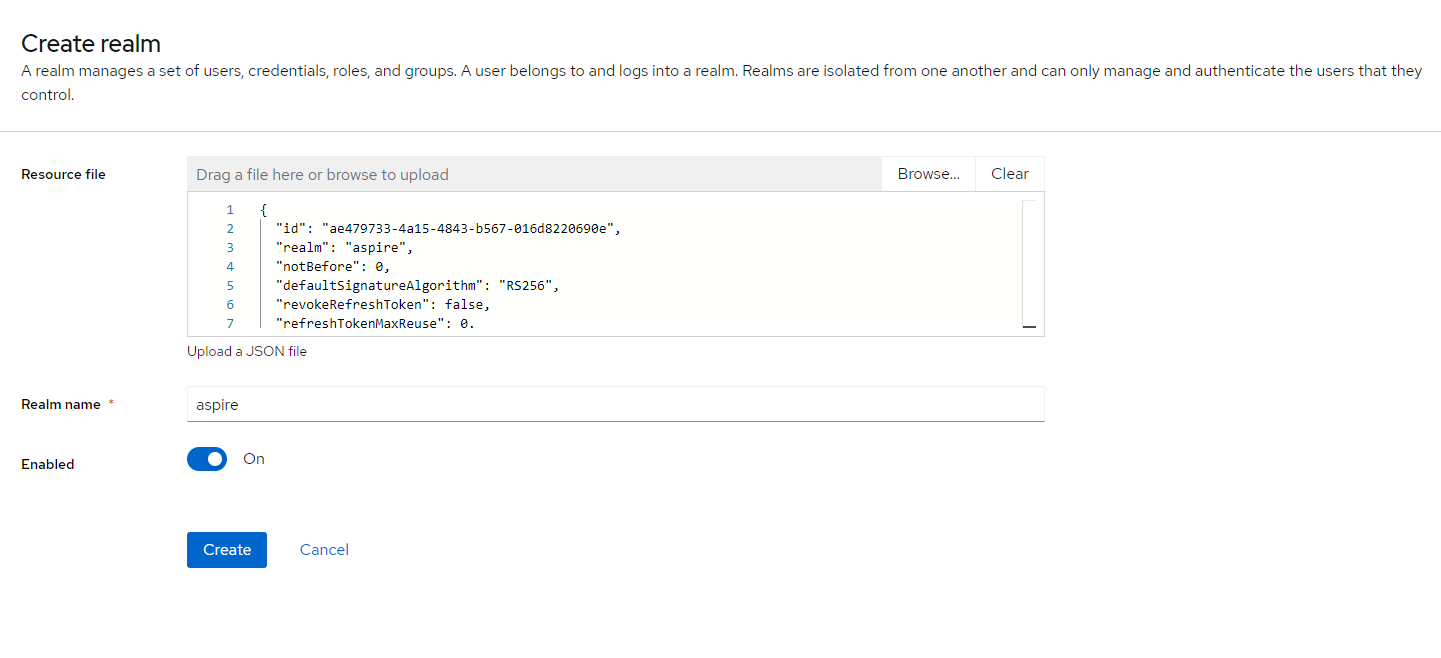 Create realm
A realm manages a set of users, credentials, roles, and groups. A user belongs to and logs into a realm. Realms are isolated from one another and can only manage and authenticate the users that they
control.
Resource file
Drag a file here or browse to upload
Browse...
Clear
1 {
2 "id": "ae479733-4a15-4843-b567-016d8220690e",
3 "realm": "aspire",
4 "notBefore": 0,
5 "defaultSignatureAlgorithm": "RS256",
6 "revokeRefreshToken": false,
7 "refreshTokenMaxReuse": 0.
Upload a JSON file
Realm name *
aspire
Enabled
On
Create
Cancel